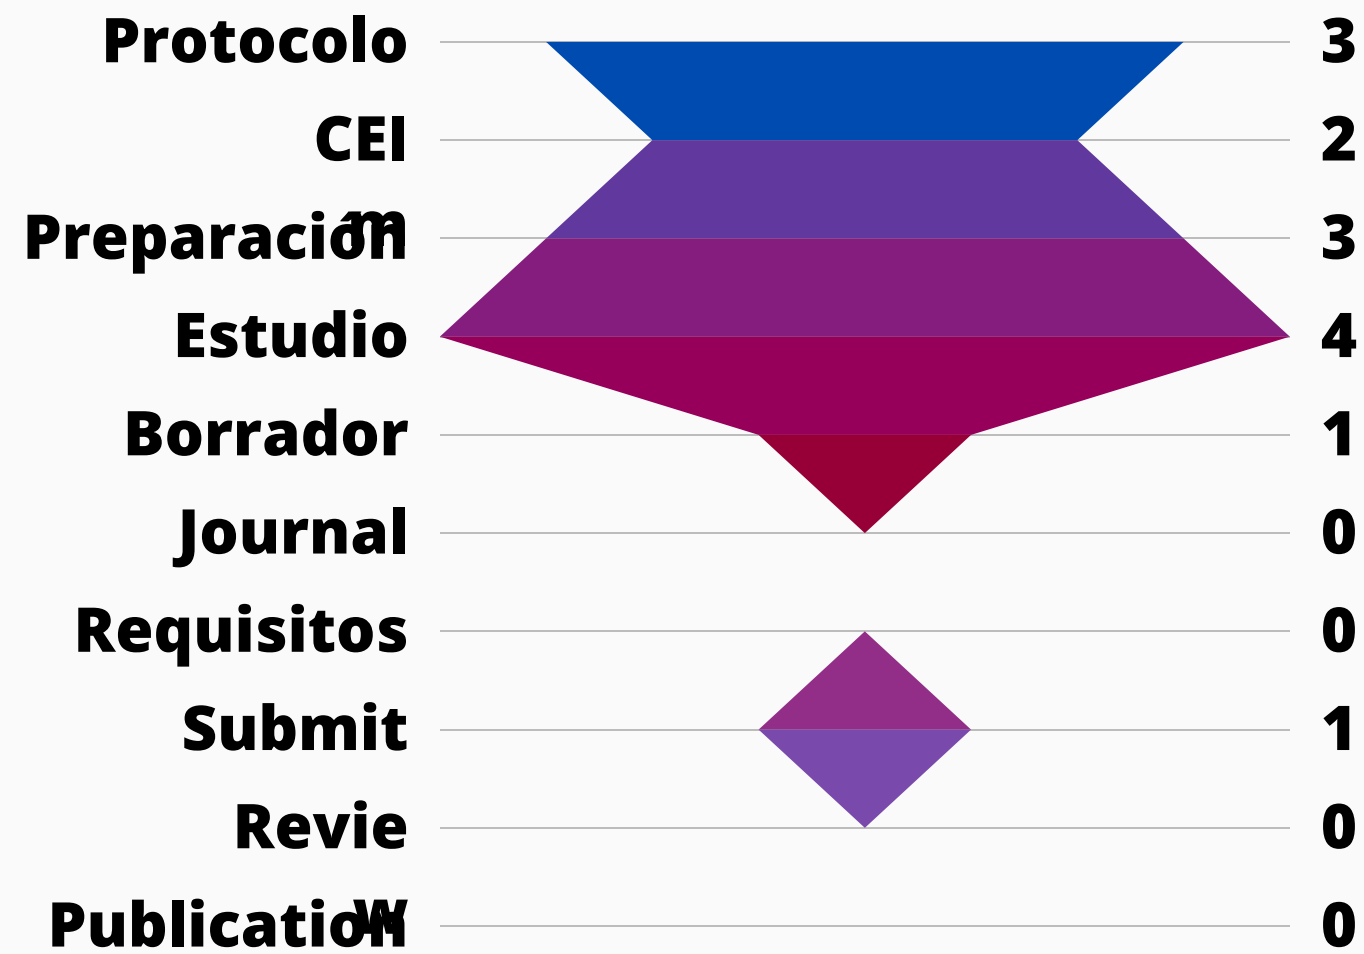 Protocolo 3
CEI
m 2
Preparación 3
Estudio 4
Borrador 1
Journal 0
Requisitos 0
Submit 1
Revie
w 0
Publication 0